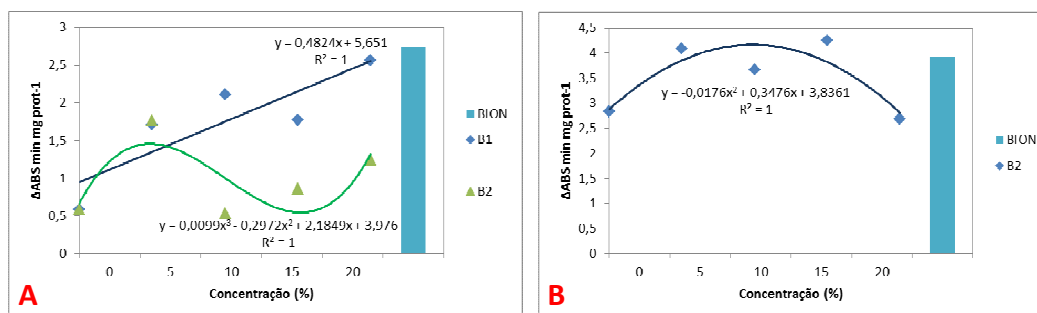 3
2,5
2
1,5
1
0,5
0
ΔABS min mg prot-1
y = 0,4824x + 5,651
R² = 1
y = 0,0099x³ - 0,2972x² + 2,1849x + 3,976
R² = 1
0 5 10 15 20
Concentração (%)
BION
B1
B2
A
4,5
4
3,5
3
2,5
2
1,5
1
0,5
0
ΔABS min mg prot-1
y = -0,0176x² + 0,3476x + 3,8361
R² = 1
0 5 10 15 20
Concentração (%)
BION
B2
B